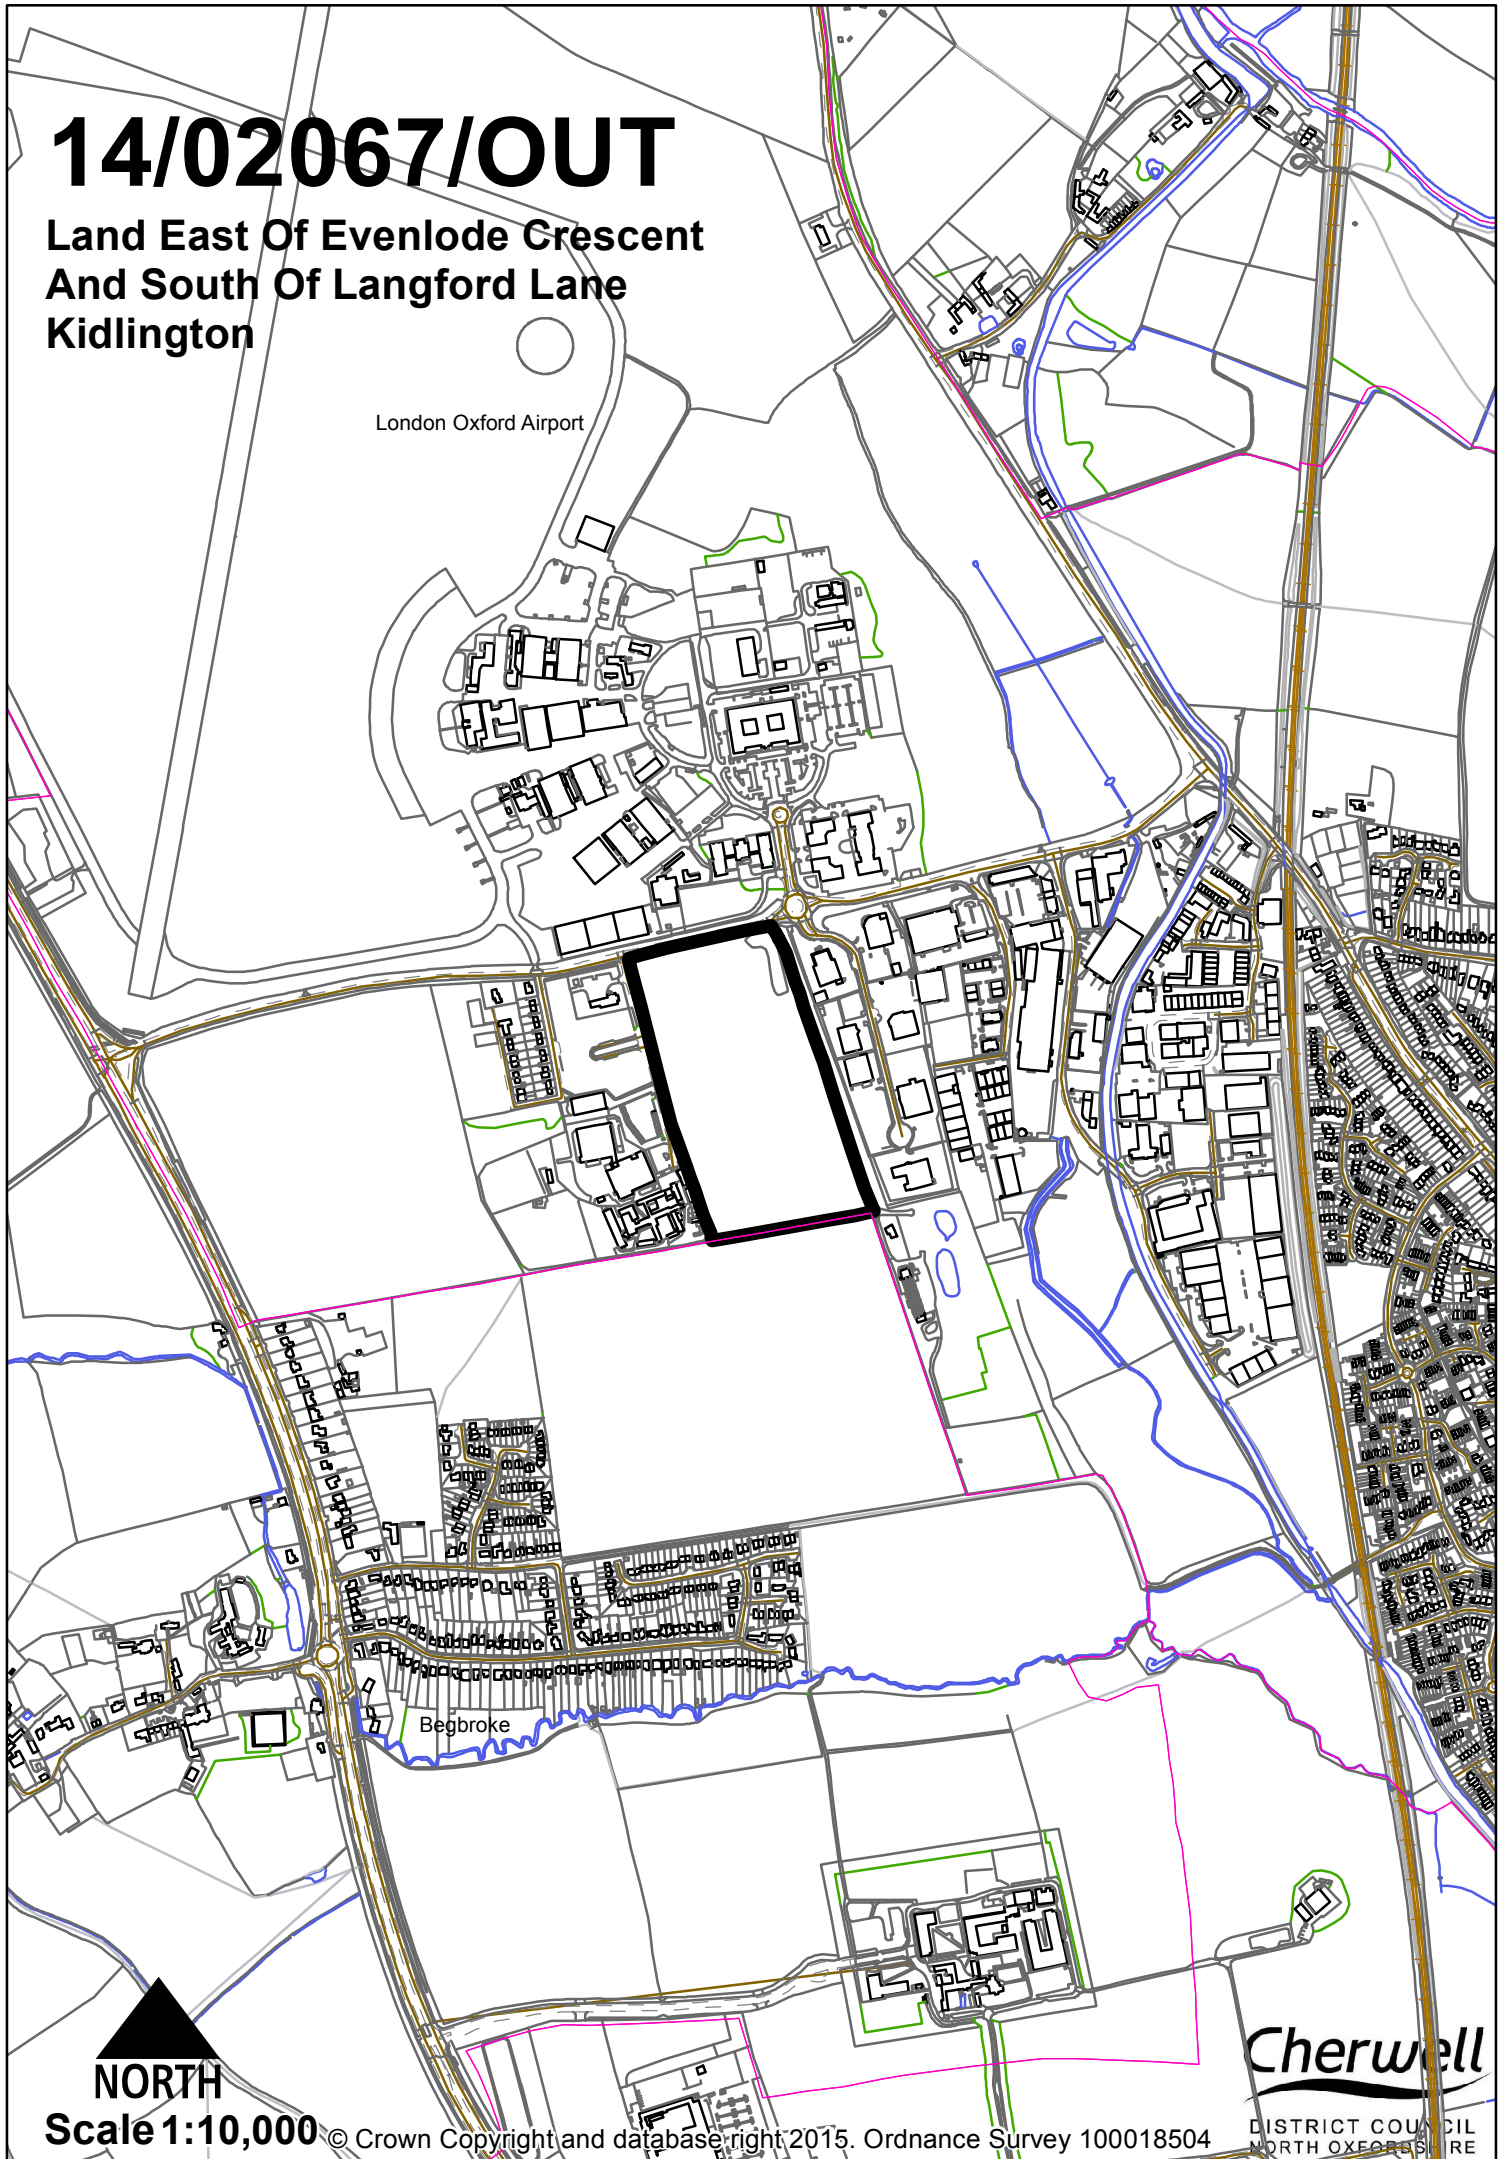 14/02067/OUT
Land East Of Evenlode Crescent
And South Of Langford Lane
Kidlington
London Oxford Airport
Begbroke
NORTH
Scale 1:10,000
© Crown Copyright and database right 2015. Ordnance Survey 100018504
Cherwell
DISTRICT COUNCIL
NORTH OXFORDSHIRE